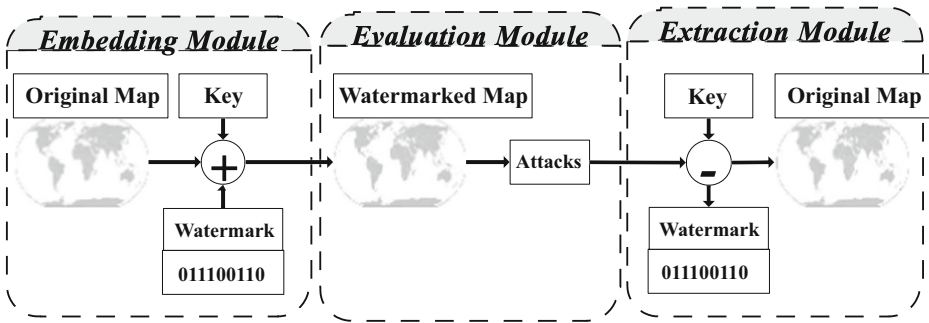 Embedding Module
Original Map
Key
+
Watermark
011100110
Evaluation Module
Watermarked Map
Attacks
Extraction Module
Key
Original Map
-
Watermark
011100110